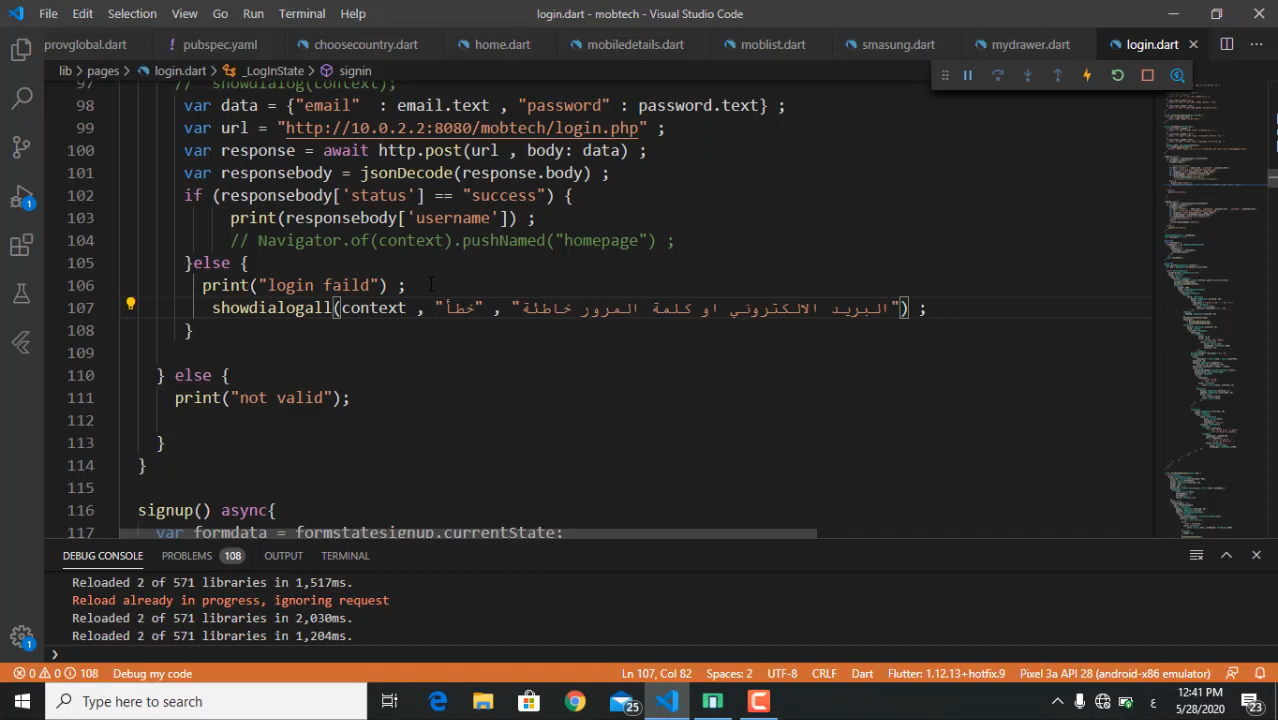 File Edit Selection View Go Run Terminal Help login.dart - mobtech - Visual Studio Code
provglobal.dart pubspec.yaml choosecountry.dart home.dart mobiledetails.dart moblist.dart smasung.dart mydrawer.dart login.dart
lib > pages > login.dart > _LogInState > signin
97 // showdialog(context);
98 var data = {"email" : email.text , "password" : password.text} ;
99 var url = "http://10.0.2.2:8080/mobtech/login.php" ;
100 var response = await http.post(url , body: data) ;
101 var responsebody = jsonDecode(response.body) ;
102 if (responsebody['status'] == "success") {
103 print(responsebody['username']) ;
104 // Navigator.of(context).pushNamed("homepage") ;
105 }else {
106 print("login faild") ;
107 showdialogall(context , "خطأ" , "البريد الالكتروني او كلمة المرور خاطئة") ;
108 }
109
110 } else {
111 print("not valid");
112
113 }
114 }
115
116 signup() async{
117 var formdata = formstatesignup.currentState;
DEBUG CONSOLE PROBLEMS 108 OUTPUT TERMINAL
Reloaded 2 of 571 libraries in 1,517ms.
Reload already in progress, ignoring request
Reloaded 2 of 571 libraries in 2,030ms.
Reloaded 2 of 571 libraries in 1,204ms.
0 0 108 Debug my code Ln 107, Col 82 Spaces: 2 UTF-8 CRLF Dart Flutter: 1.12.13+hotfix.9 Pixel 3a API 28 (android-x86 emulator)
Type here to search 25 ع 12:41 PM
5/28/2020 23